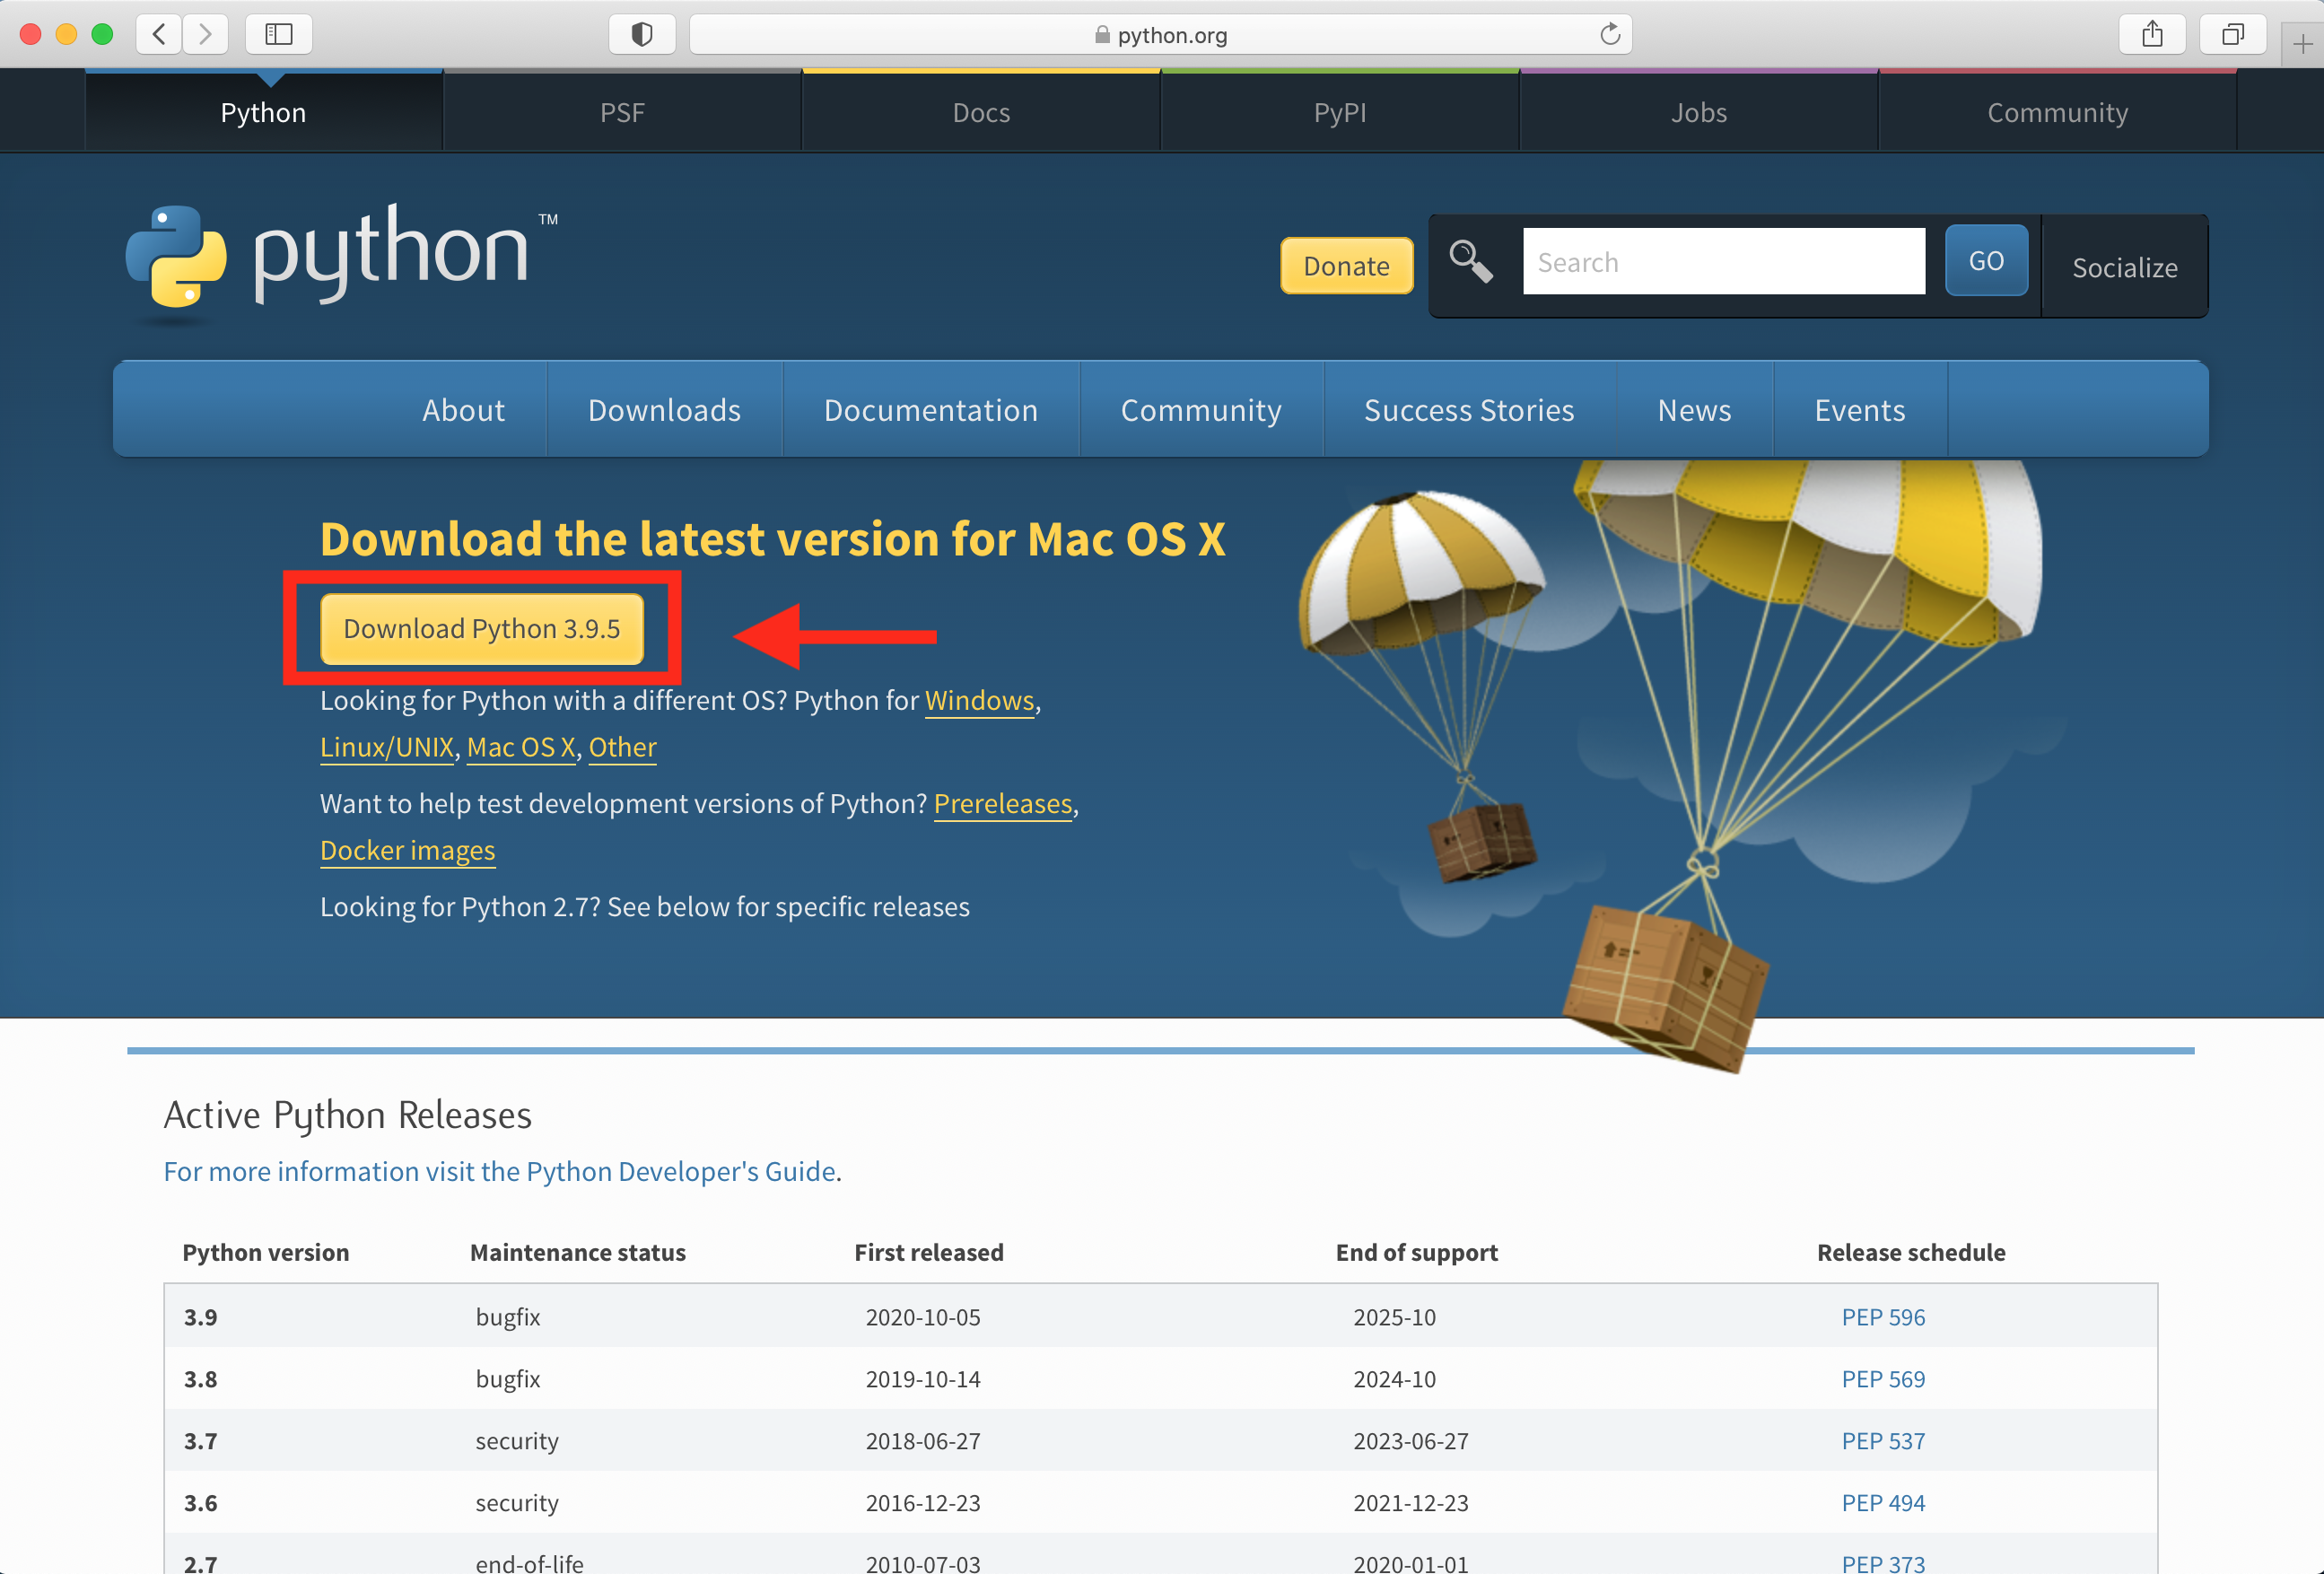 python.org
Python PSF Docs PyPI Jobs Community
python™
Donate Search GO Socialize
About Downloads Documentation Community Success Stories News Events
Download the latest version for Mac OS X
Download Python 3.9.5
Looking for Python with a different OS? Python for Windows,
Linux/UNIX, Mac OS X, Other
Want to help test development versions of Python? Prereleases,
Docker images
Looking for Python 2.7? See below for specific releases
Active Python Releases
For more information visit the Python Developer's Guide.
Python version Maintenance status First released End of support Release schedule
3.9 bugfix 2020-10-05 2025-10 PEP 596
3.8 bugfix 2019-10-14 2024-10 PEP 569
3.7 security 2018-06-27 2023-06-27 PEP 537
3.6 security 2016-12-23 2021-12-23 PEP 494
2.7 end-of-life 2010-07-03 2020-01-01 PEP 373